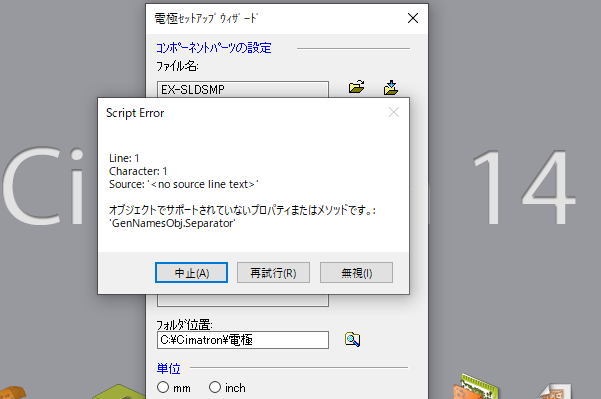 電極ｾｯﾄｱｯﾌﾟｳｨｻﾞｰﾄﾞ
コンポーネントパーツの設定
ファイル名:
EX-SLDSMP
Script Error
Line: 1
Character: 1
Source: '<no source line text>'
オブジェクトでサポートされていないプロパティまたはメソッドです。:
'GenNamesObj.Separator'
中止(A)
再試行(R)
無視(I)
Ci
14
フォルダ位置:
C:¥Cimatron¥電極
単位
mm
inch